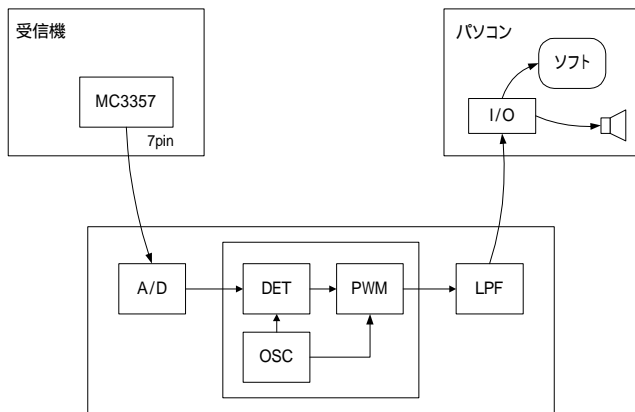 受信機
MC3357
7pin
パソコン
ソフト
I/O
A/D
DET
PWM
LPF
OSC